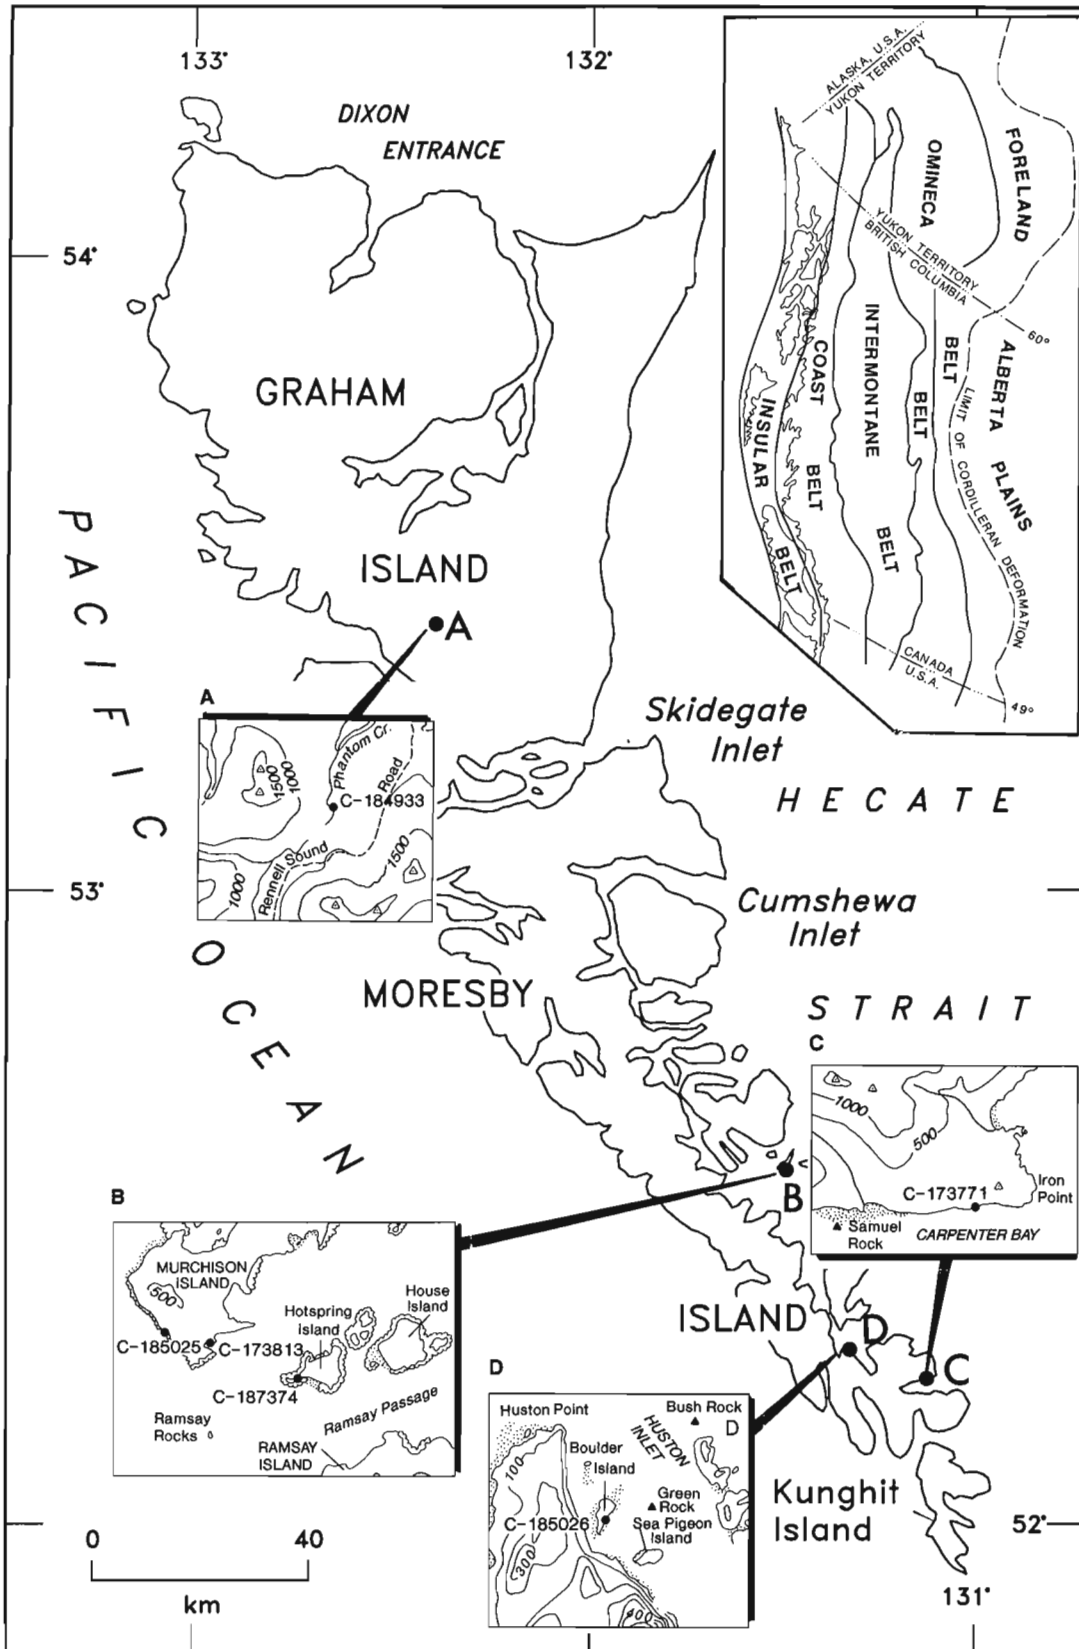 133°
132°
DIXON
ENTRANCE
54°
GRAHAM
ISLAND
A
PACIFIC
OCEAN
Skidegate
Inlet
HECATE
53°
Cumshewa
Inlet
MORESBY
STRAIT
B
ISLAND
D
C
Kunghit
Island
52°
131°
0
40
km
ALASKA, U.S.A.
YUKON TERRITORY
FORELAND
OMINECA
YUKON TERRITORY
BRITISH COLUMBIA
60°
INTERMONTANE
COAST
BELT
ALBERTA
PLAINS
BELT
INSULAR
BELT
LIMIT OF CORDILLERAN DEFORMATION
BELT
BELT
CANADA
U.S.A.
49°
A
Phantom Cr.
1500
1000
Road
C-184933
Rennell Sound
1500
1000
B
MURCHISON
ISLAND
500
House
Island
Hotspring
island
C-185025
C-173813
C-187374
Ramsay
Rocks
Ramsay Passage
RAMSAY
ISLAND
C
1000
500
C-173771
Iron
Point
Samuel
Rock
CARPENTER BAY
D
Huston Point
Bush Rock
D
HUSTON
INLET
Boulder
Island
100
Green
Rock
C-185026
Sea Pigeon
Island
300
400